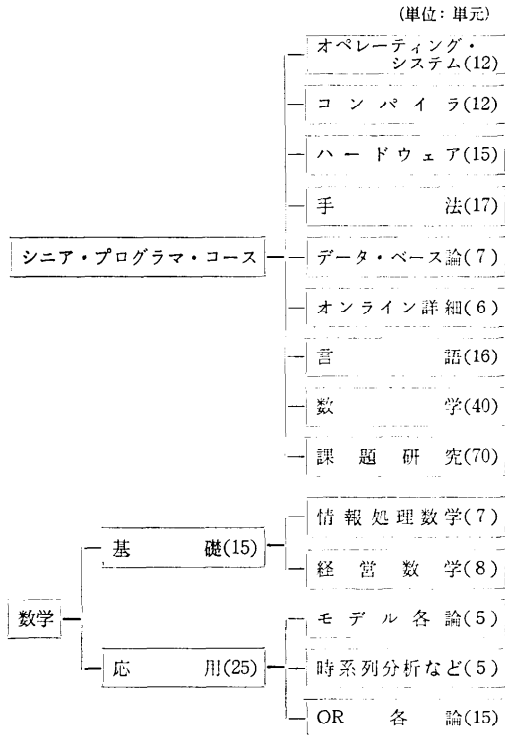 (単位:単元)
オペレーティング・
システム(12)
コンパイラ(12)
ハードウェア(15)
手法(17)
シニア・プログラマ・コース
データ・ベース論(7)
オンライン詳細(6)
言語(16)
数学(40)
課題研究(70)
情報処理数学(7)
基礎(15)
経営数学(8)
数学
モデル各論(5)
応用(25)
時系列分析など(5)
OR各論(15)